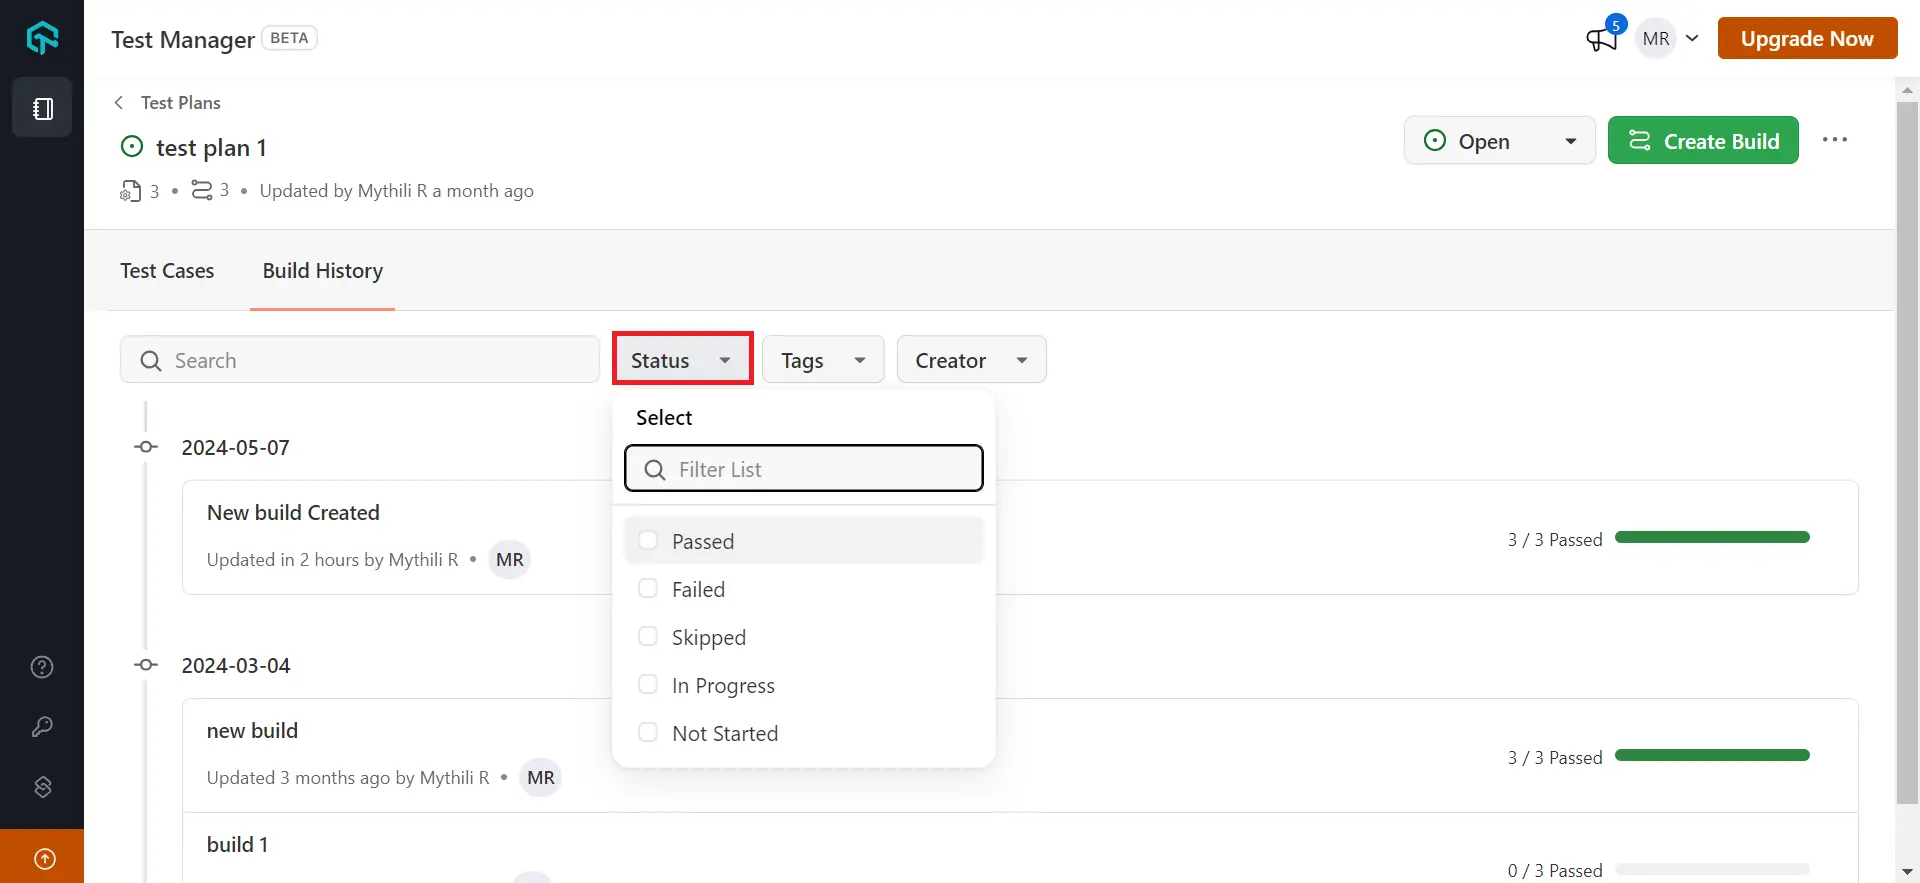 Test Manager BETA
5
MR
Upgrade Now
Test Plans
test plan 1
Open
Create Build
3 • 3 • Updated by Mythili R a month ago
Test Cases
Build History
Search
Status
Tags
Creator
Select
Filter List
Passed
Failed
Skipped
In Progress
Not Started
2024-05-07
New build Created
Updated in 2 hours by Mythili R • MR
3 / 3 Passed
2024-03-04
new build
Updated 3 months ago by Mythili R • MR
3 / 3 Passed
build 1
0 / 3 Passed